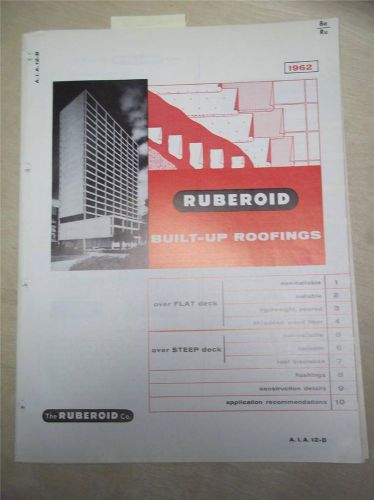 8e
Ru
A. I. A. 12-B
1962
RUBEROID
BUILT-UP ROOFINGS
over FLAT deck
non-nailable 1
nailable 2
lightweight poured 3
shredded wood fiber 4
over STEEP deck
non-nailable 5
nailable 6
roof insulation 7
flashings 8
construction details 9
application recommendations 10
The RUBEROID Co.
A. I. A. 12-B